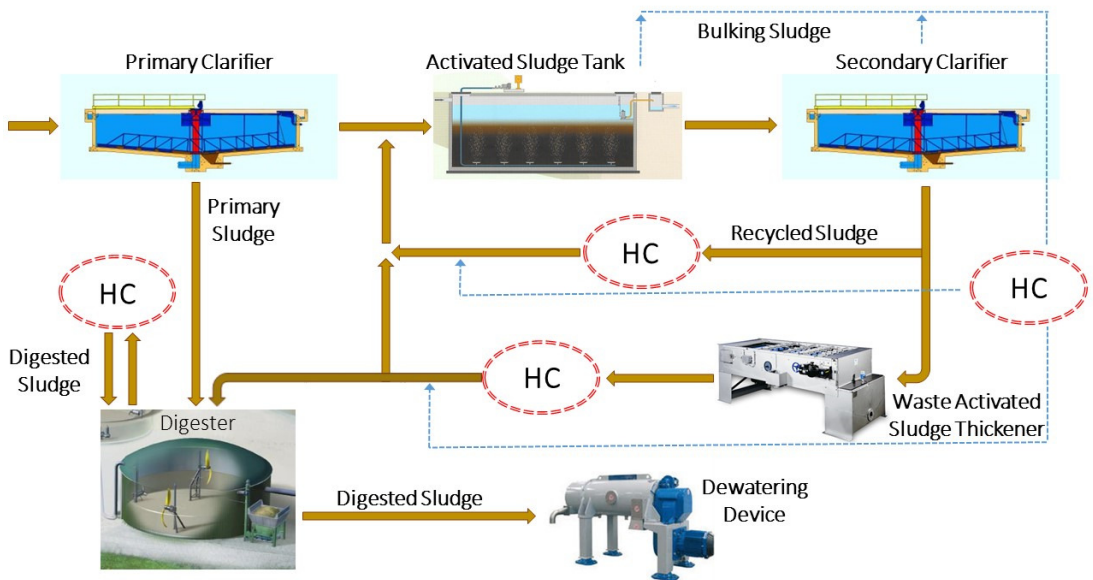 Bulking Sludge
Primary Clarifier
Activated Sludge Tank
Secondary Clarifier
Primary
Sludge
Recycled Sludge
HC
HC
HC
Digested
Sludge
HC
Digester
Waste Activated
Sludge Thickener
Digested Sludge
Dewatering
Device